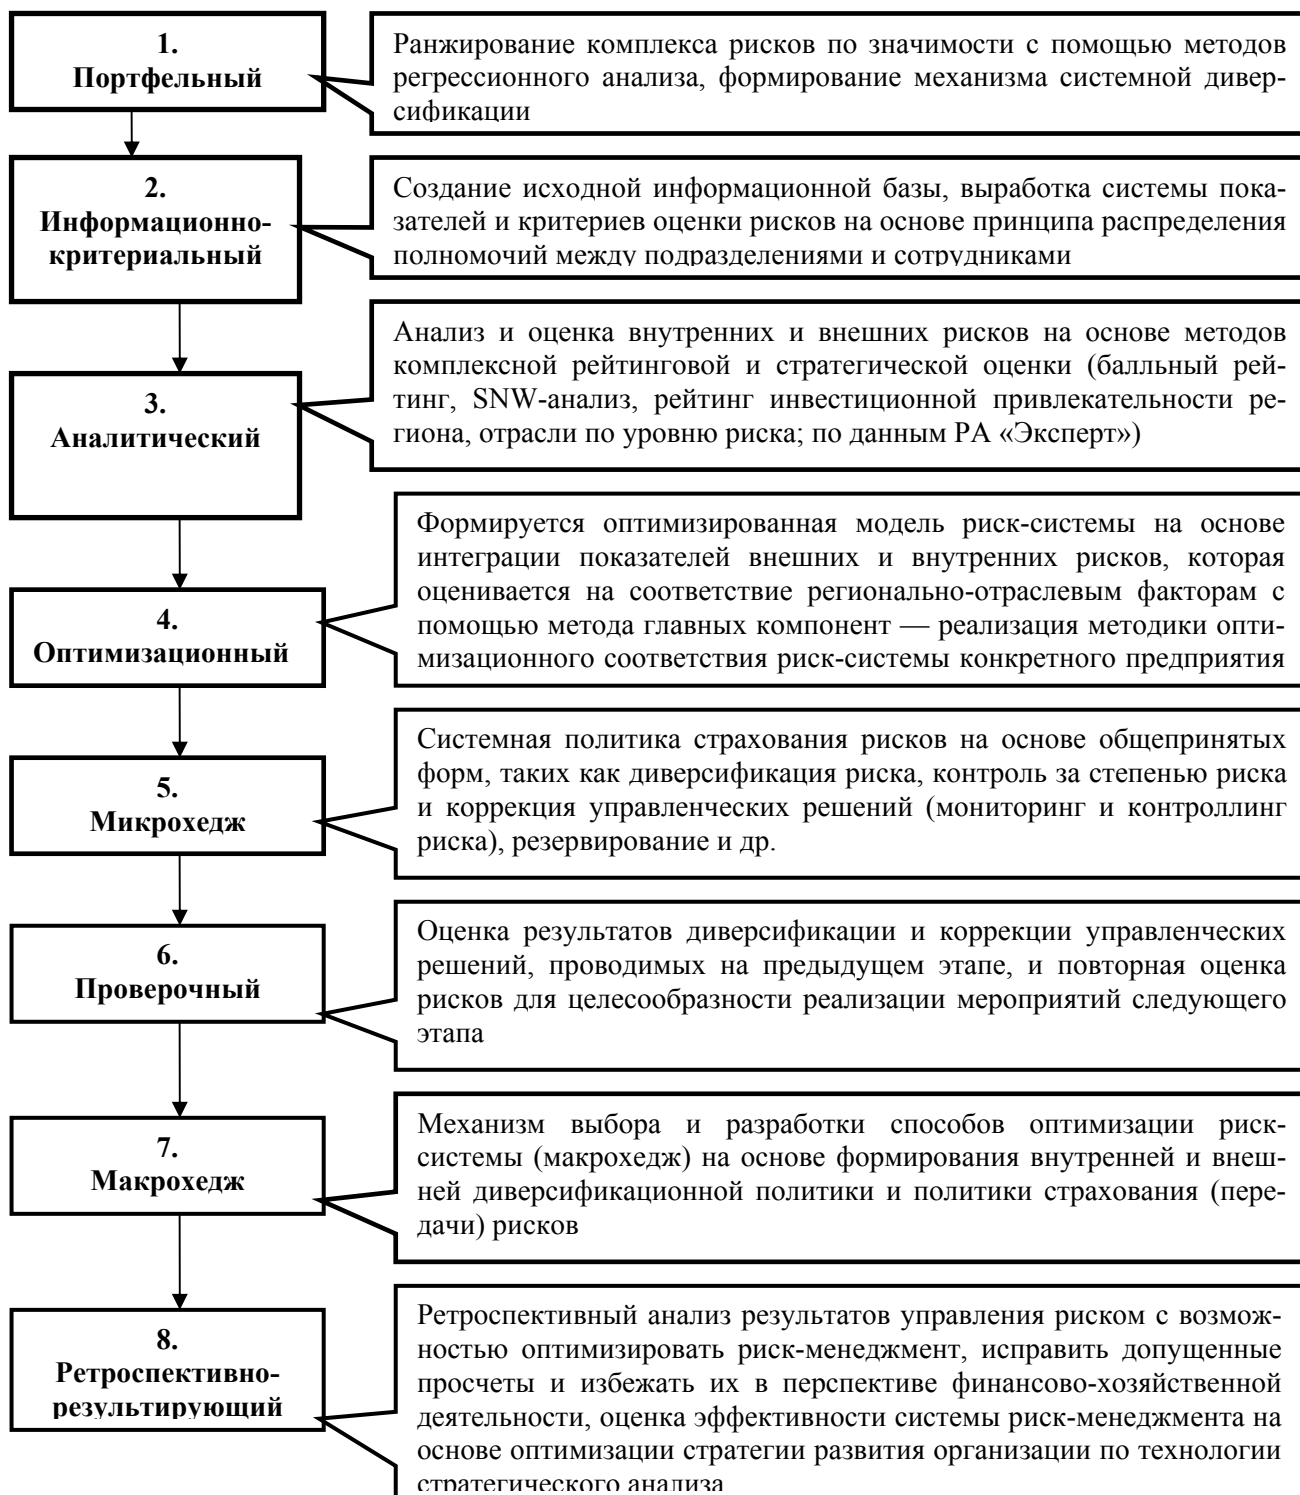 1.
Портфельный
Ранжирование комплекса рисков по значимости с помощью методов
регрессионного анализа, формирование механизма системной дивер-
сификации
2.
Информационно-
критериальный
Создание исходной информационной базы, выработка системы пока-
зателей и критериев оценки рисков на основе принципа распределения
полномочий между подразделениями и сотрудниками
3.
Аналитический
Анализ и оценка внутренних и внешних рисков на основе методов
комплексной рейтинговой и стратегической оценки (балльный рей-
тинг, SNW-анализ, рейтинг инвестиционной привлекательности ре-
гиона, отрасли по уровню риска; по данным РА «Эксперт»)
4.
Оптимизационный
Формируется оптимизированная модель риск-системы на основе
интеграции показателей внешних и внутренних рисков, которая
оценивается на соответствие регионально-отраслевым факторам с
помощью метода главных компонент — реализация методики опти-
мизационного соответствия риск-системы конкретного предприятия
5.
Микрохедж
Системная политика страхования рисков на основе общепринятых
форм, таких как диверсификация риска, контроль за степенью риска
и коррекция управленческих решений (мониторинг и контроллинг
риска), резервирование и др.
6.
Проверочный
Оценка результатов диверсификации и коррекции управленческих
решений, проводимых на предыдущем этапе, и повторная оценка
рисков для целесообразности реализации мероприятий следующего
этапа
7.
Макрохедж
Механизм выбора и разработки способов оптимизации риск-
системы (макрохедж) на основе формирования внутренней и внеш-
ней диверсификационной политики и политики страхования (пере-
дачи) рисков
8.
Ретроспективно-
результирующий
Ретроспективный анализ результатов управления риском с возмож-
ностью оптимизировать риск-менеджмент, исправить допущенные
просчеты и избежать их в перспективе финансово-хозяйственной
деятельности, оценка эффективности системы риск-менеджмента на
основе оптимизации стратегии развития организации по технологии
стратегического анализа